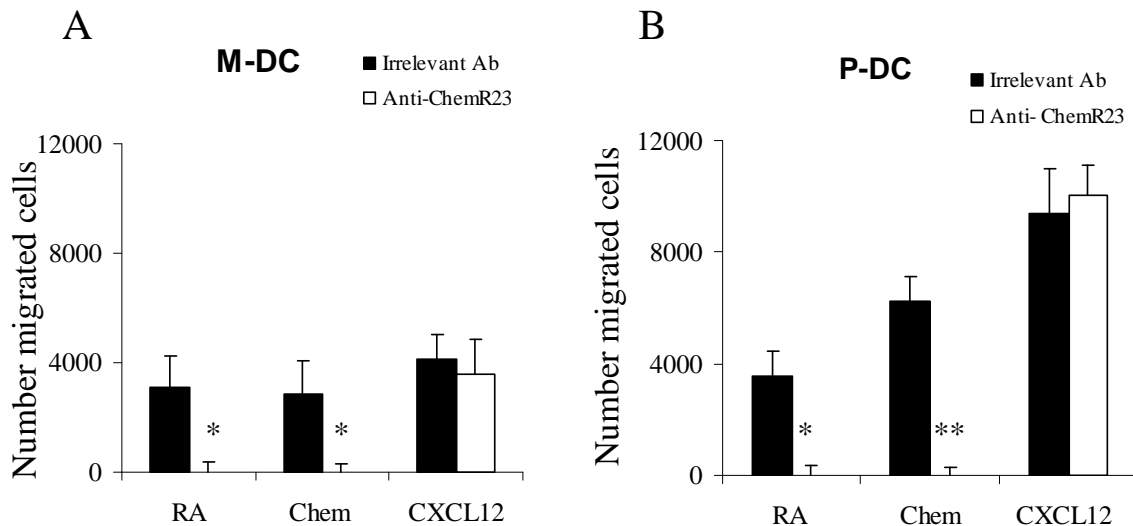 A
M-DC
Irrelevant Ab
Anti-ChemR23
Number migrated cells
12000
8000
4000
0
*
*
RA
Chem
CXCL12
B
P-DC
Irrelevant Ab
Anti- ChemR23
Number migrated cells
12000
8000
4000
0
*
**
RA
Chem
CXCL12